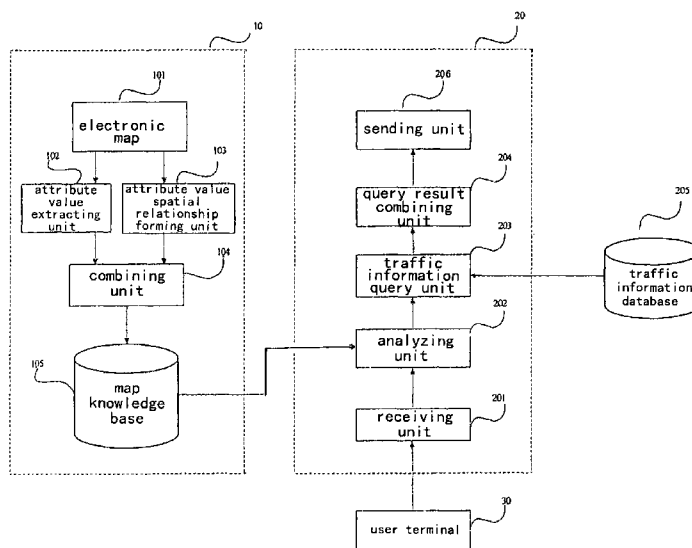 10
20
101
electronic
map
102
103
attribute
value
extracting
unit
attribute value
spatial
relationship
forming unit
104
combining
unit
105
map
knowledge
base
206
sending unit
204
query result
combining
unit
203
traffic
information
query unit
202
analyzing
unit
201
receiving
unit
205
traffic
information
database
30
user terminal